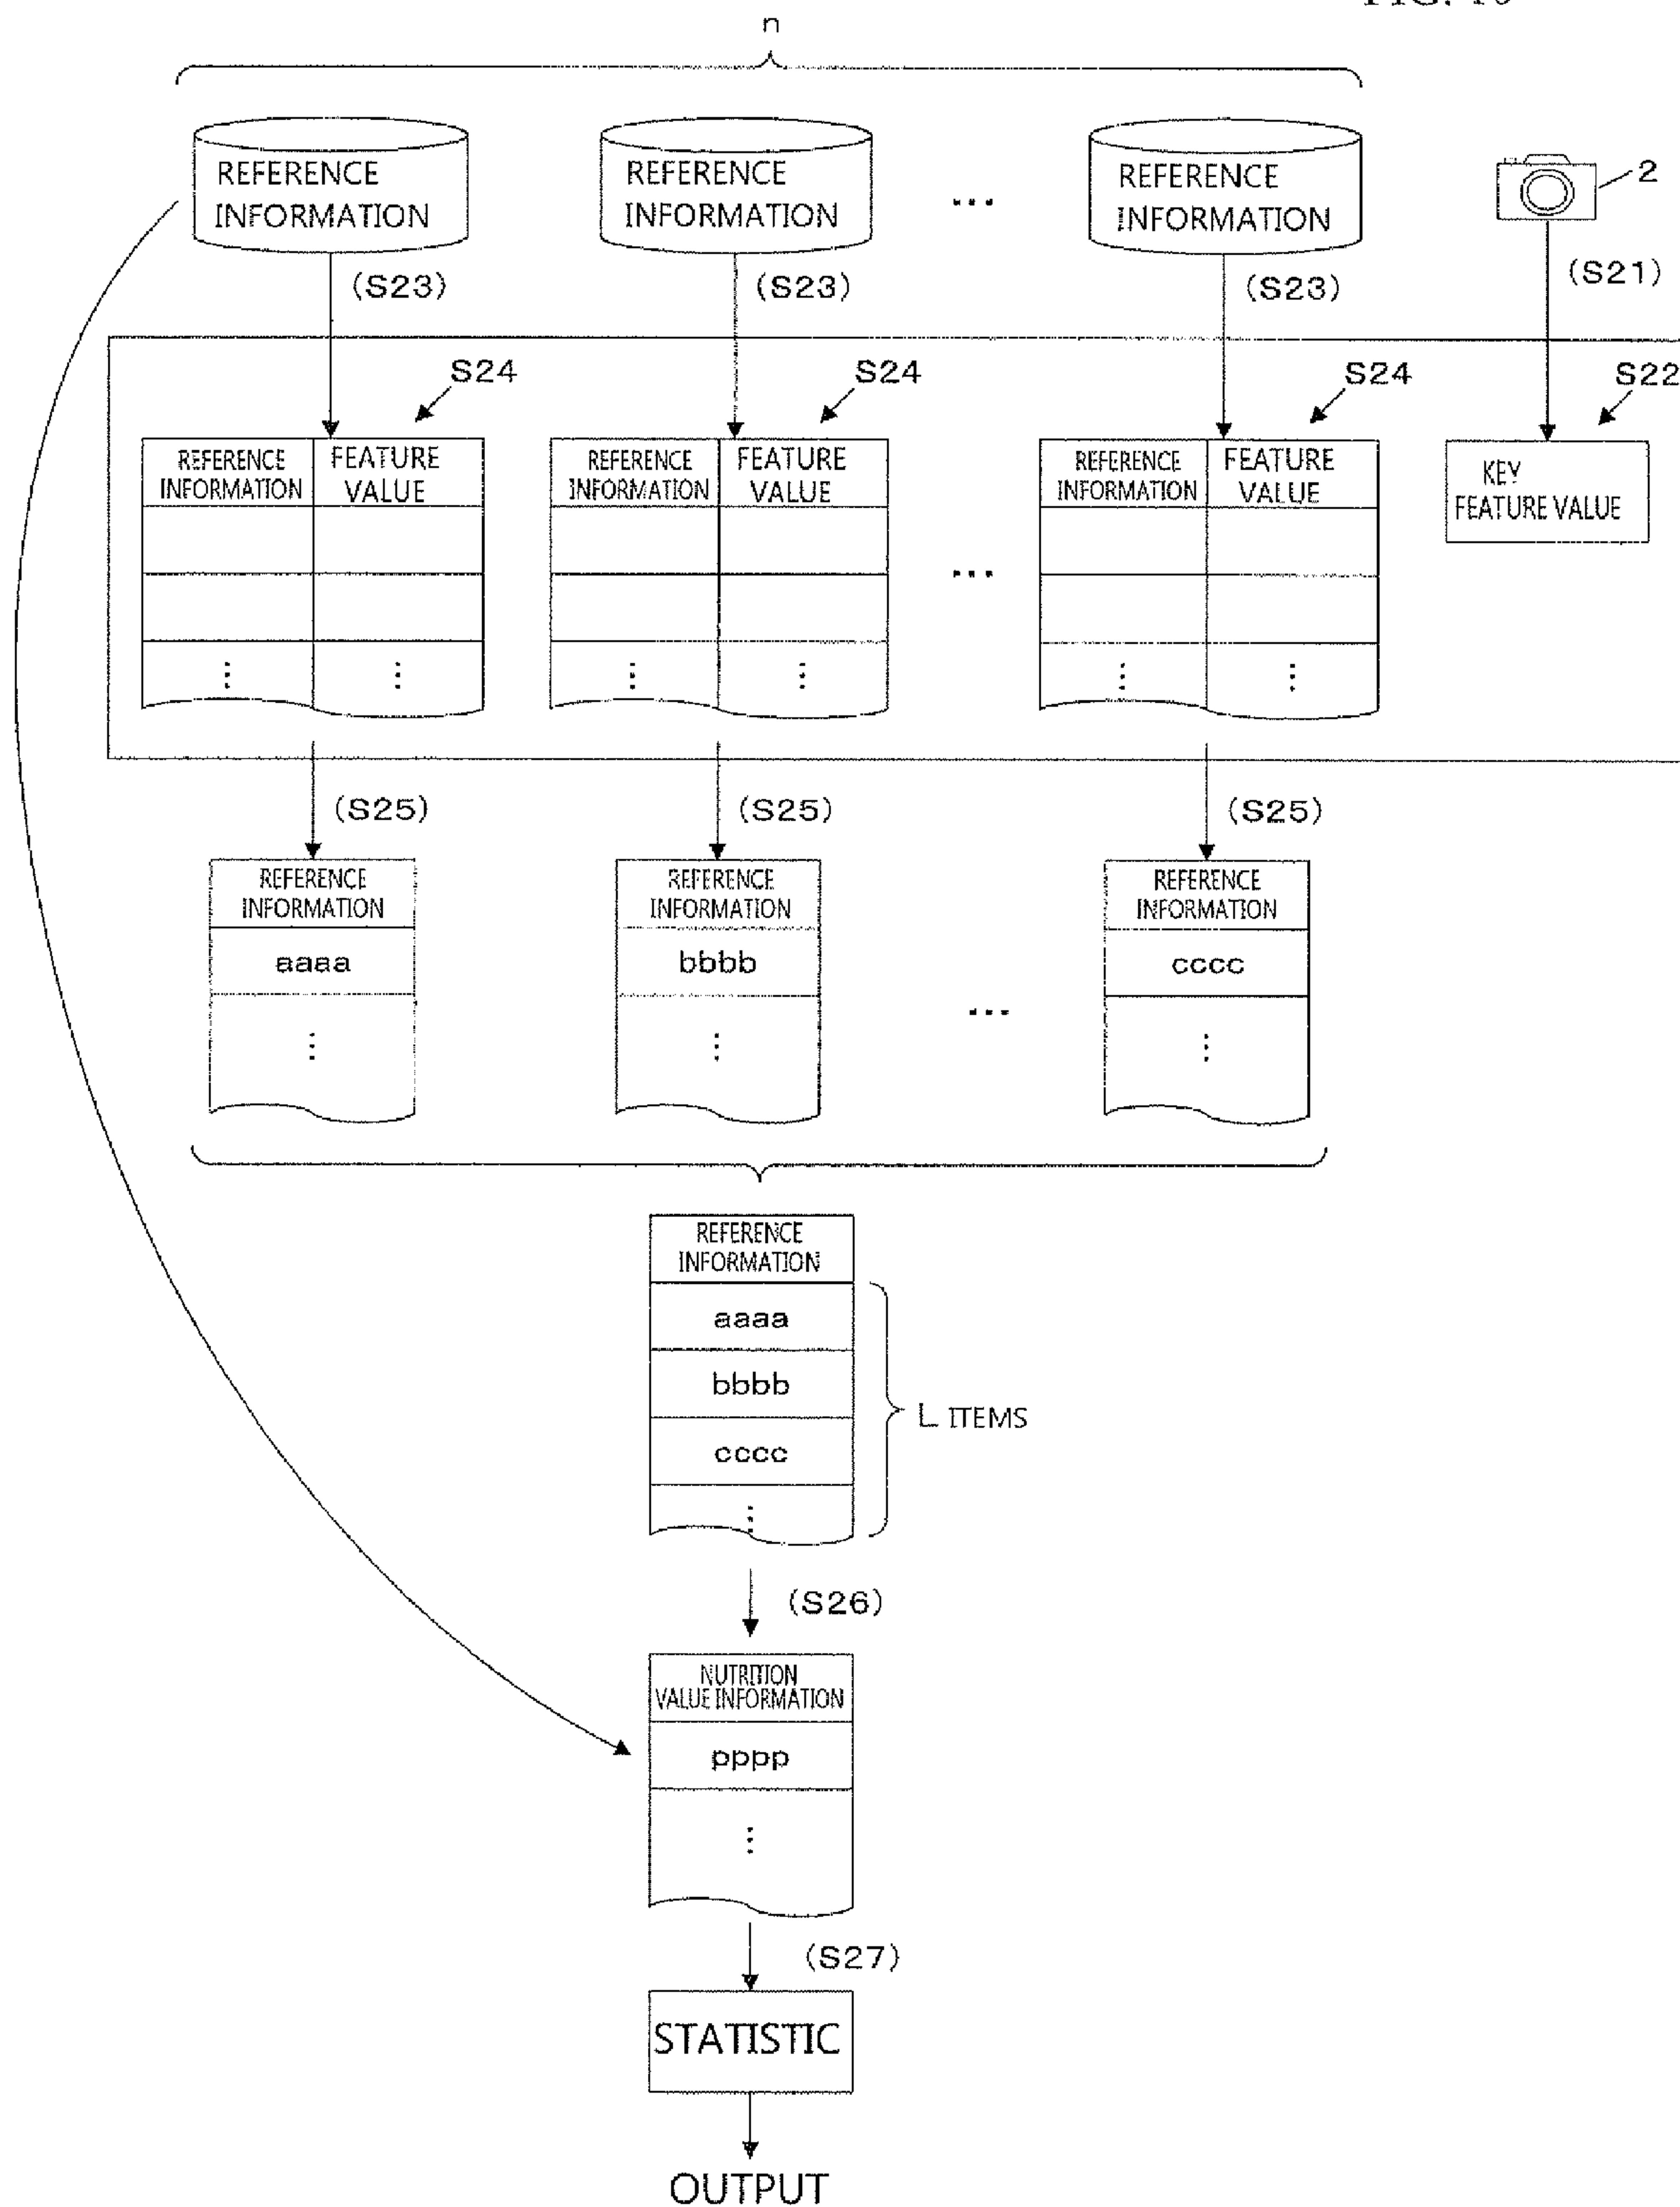 n
REFERENCE
INFORMATION
REFERENCE
INFORMATION
...
REFERENCE
INFORMATION
2
(S23)
(S23)
(S23)
(S21)
S24
S24
S24
S22
REFERENCE
INFORMATION
FEATURE
VALUE
REFERENCE
INFORMATION
FEATURE
VALUE
...
REFERENCE
INFORMATION
FEATURE
VALUE
KEY
FEATURE VALUE
(S25)
(S25)
(S25)
REFERENCE
INFORMATION
aaaa
REFERENCE
INFORMATION
bbbb
...
REFERENCE
INFORMATION
cccc
REFERENCE
INFORMATION
aaaa
bbbb
cccc
L ITEMS
(S26)
NUTRITION
VALUE INFORMATION
pppp
(S27)
STATISTIC
OUTPUT